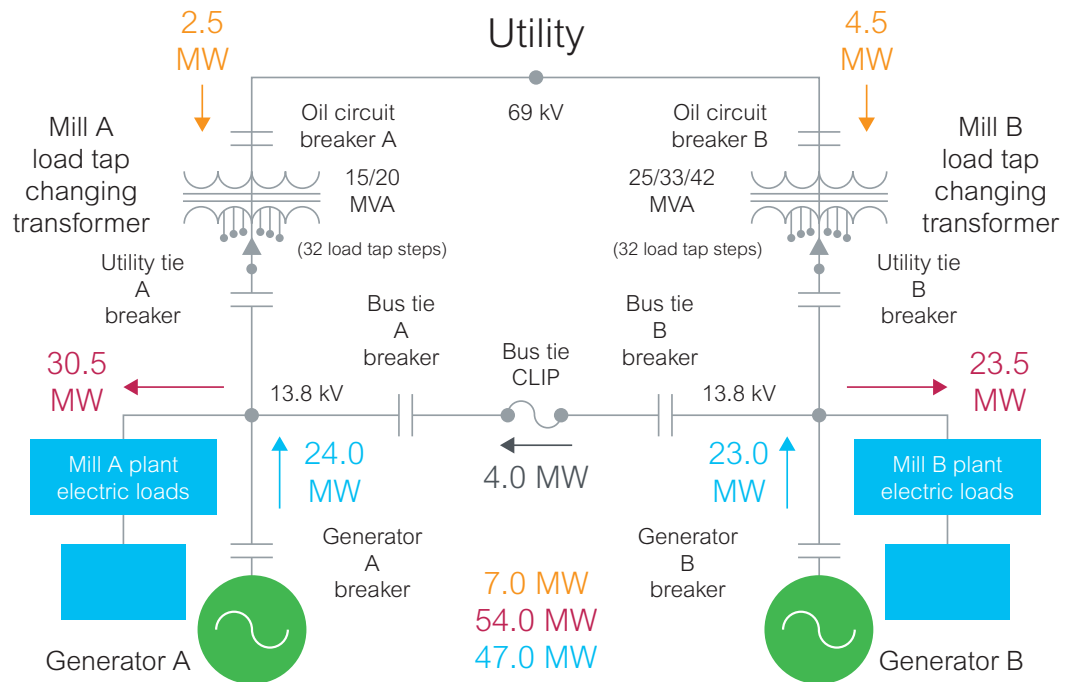 2.5
MW
Utility
4.5
MW
69 kV
Oil circuit
breaker A
Oil circuit
breaker B
Mill A
load tap
changing
transformer
15/20
MVA
25/33/42
MVA
Mill B
load tap
changing
transformer
(32 load tap steps)
(32 load tap steps)
Utility tie
A
breaker
Bus tie
A
breaker
Bus tie
CLIP
Bus tie
B
breaker
Utility tie
B
breaker
30.5
MW
13.8 kV
13.8 kV
23.5
MW
Mill A plant
electric loads
24.0
MW
4.0 MW
23.0
MW
Mill B plant
electric loads
Generator
A
breaker
Generator
B
breaker
7.0 MW
54.0 MW
47.0 MW
Generator A
Generator B